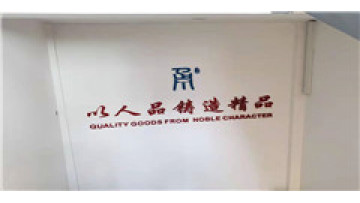 以人品铸造精品
QUALITY GOODS FROM NOBLE CHARACTER